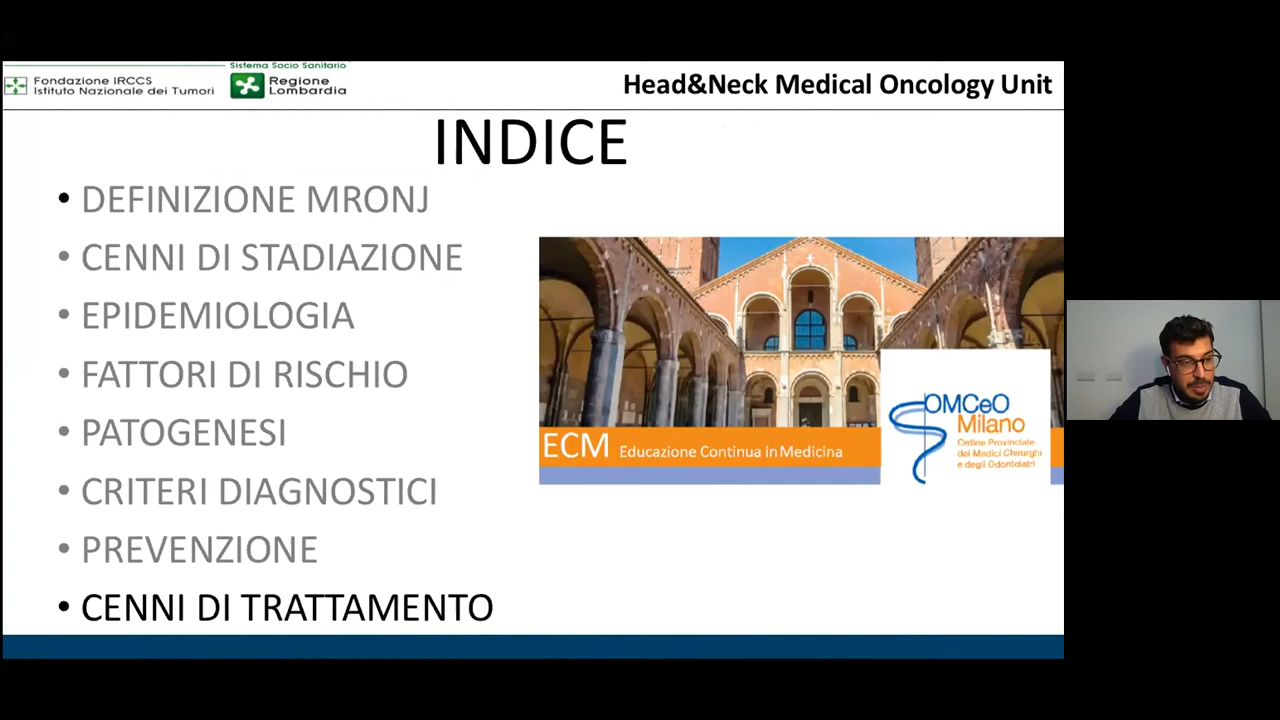 Fondazione IRCCS
Istituto Nazionale dei Tumori
Sistema Socio Sanitario
Regione
Lombardia
Head&Neck Medical Oncology Unit
INDICE
• DEFINIZIONE MRONJ
• CENNI DI STADIAZIONE
• EPIDEMIOLOGIA
• FATTORI DI RISCHIO
• PATOGENESI
• CRITERI DIAGNOSTICI
• PREVENZIONE
• CENNI DI TRATTAMENTO
ECM Educazione Continua in Medicina
OMCeO
Milano
Ordine Provinciale
dei Medici Chirurghi
e degli Odontoiatri